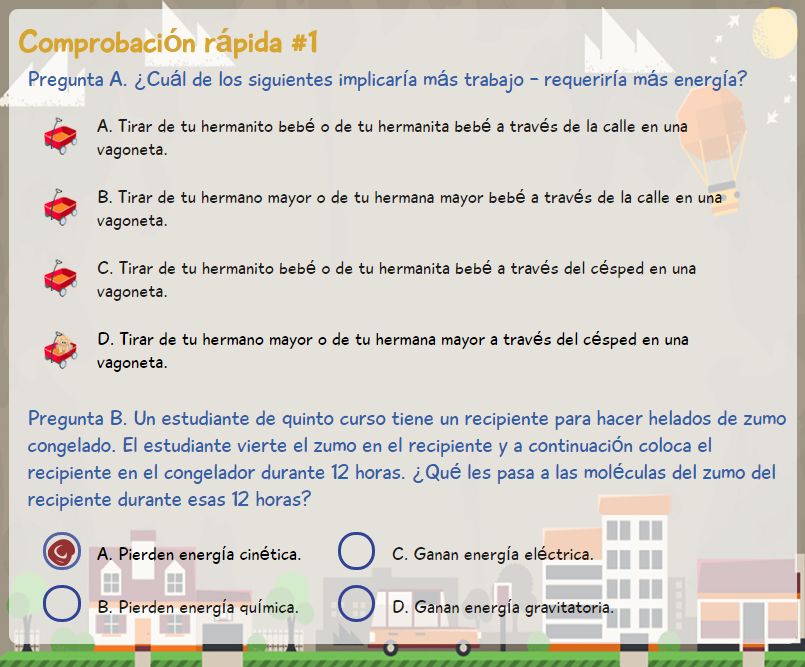 Comprobación rápida #1
Pregunta A. ¿Cuál de los siguientes implicaría más trabajo - requeriría más energía?
A. Tirar de tu hermanito bebé o de tu hermanita bebé a través de la calle en una
vagoneta.
B. Tirar de tu hermano mayor o de tu hermana mayor bebé a través de la calle en una
vagoneta.
C. Tirar de tu hermanito bebé o de tu hermanita bebé a través del césped en una
vagoneta.
D. Tirar de tu hermano mayor o de tu hermana mayor a través del césped en una
vagoneta.
Pregunta B. Un estudiante de quinto curso tiene un recipiente para hacer helados de zumo
congelado. El estudiante vierte el zumo en el recipiente y a continuación coloca el
recipiente en el congelador durante 12 horas. ¿Qué les pasa a las moléculas del zumo del
recipiente durante esas 12 horas?
A. Pierden energía cinética.
C. Ganan energía eléctrica.
B. Pierden energía química.
D. Ganan energía gravitatoria.